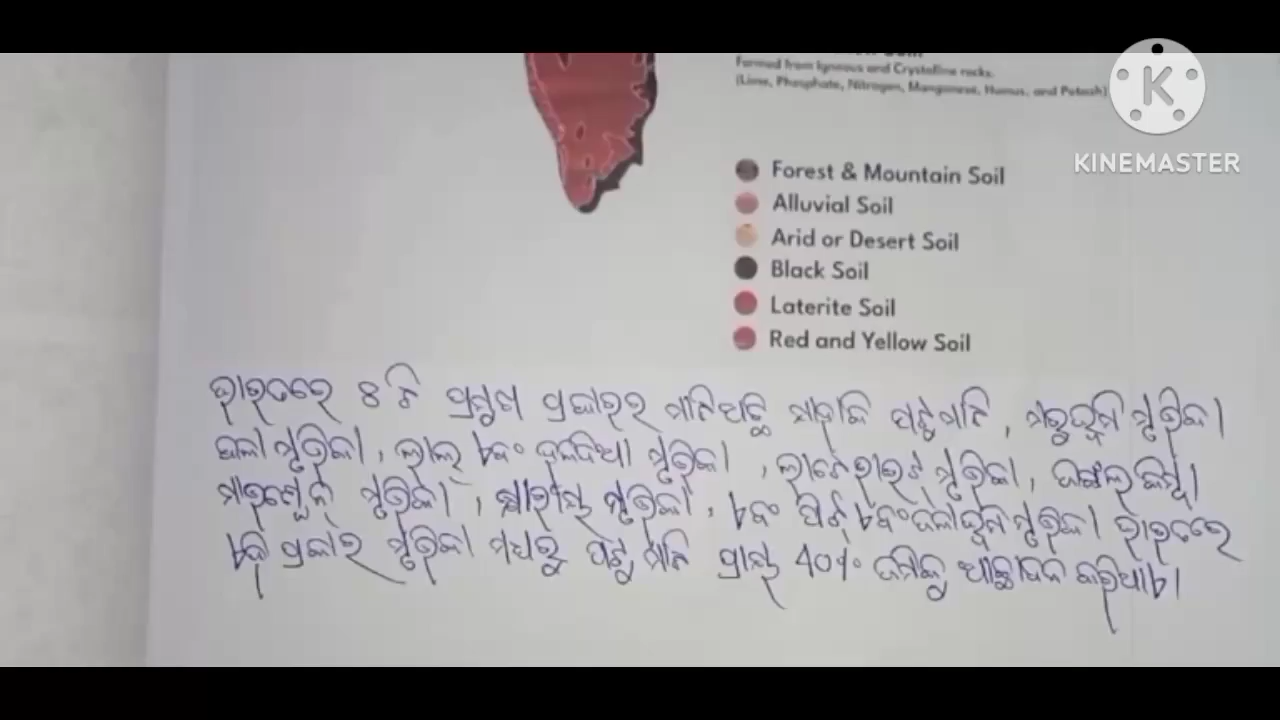 Formed from Igneous and Crystalline rocks.
(Lime, Phosphate, Nitrogen, Manganese, Humus, and Potash)
KINEMASTER
Forest & Mountain Soil
Alluvial Soil
Arid or Desert Soil
Black Soil
Laterite Soil
Red and Yellow Soil
ଭାରତରେ ୫ ଟି ପ୍ରମୁଖ ପ୍ରକାରର ମାଟିଅଛି ଯାହାକି ପଟୁମାଟି , ମରୁଭୂମି ମୃତ୍ତିକା
କଳା ମୃତ୍ତିକା , ଲାଲ୍ ଏବଂ ହଳଦିଆ ମୃତ୍ତିକା , ଲାଟେରାଇଟ୍ ମୃତ୍ତିକା , ଜଙ୍ଗଲ କିମ୍ବା
ମାଉଣ୍ଟେନ୍ ମୃତ୍ତିକା , କ୍ଷାରୀୟ ମୃତ୍ତିକା , ଏବଂ ପିଟ୍ ଏବଂ ମୃତ୍ତିକା । ଭାରତରେ
ଏହି ପ୍ରକାର ମୃତ୍ତିକା ମଧ୍ୟରୁ ପଟୁ ମାଟି ପ୍ରାୟ 40% ଜମିକୁ ଆଚ୍ଛାଦନ କରିଥାଏ ।